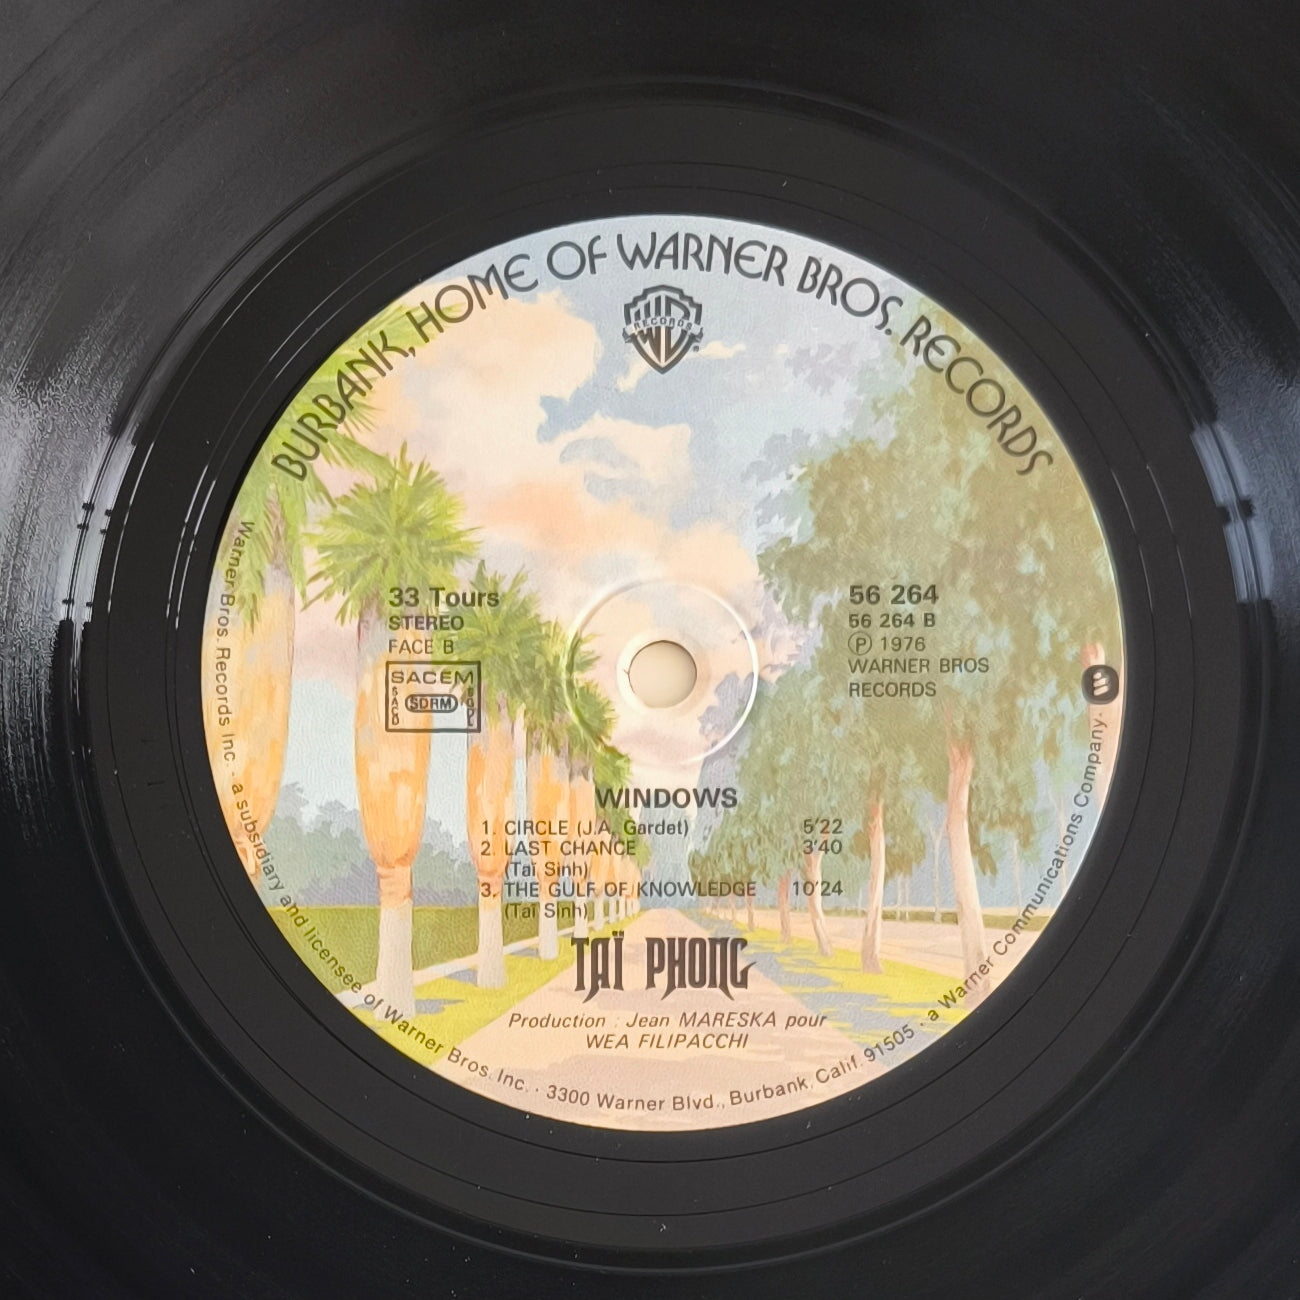 BURBANK, HOME OF WARNER BROS. RECORDS
RECORDS
33 Tours
STEREO
FACE B
SACEM
SACD SDRM SGDL
56 264
56 264 B
Ⓟ 1976
WARNER BROS
RECORDS
WINDOWS
1. CIRCLE (J.A. Gardet) 5'22
2. LAST CHANCE 3'40
(Taï Sinh)
3. THE GULF OF KNOWLEDGE 10'24
(Taï Sinh)
TAÏ PHONG
Production : Jean MARESKA pour
WEA FILIPACCHI
Warner Bros. Records Inc. · a subsidiary and licensee of Warner Bros. Inc. · 3300 Warner Blvd., Burbank, Calif. 91505 · a Warner Communications Company.